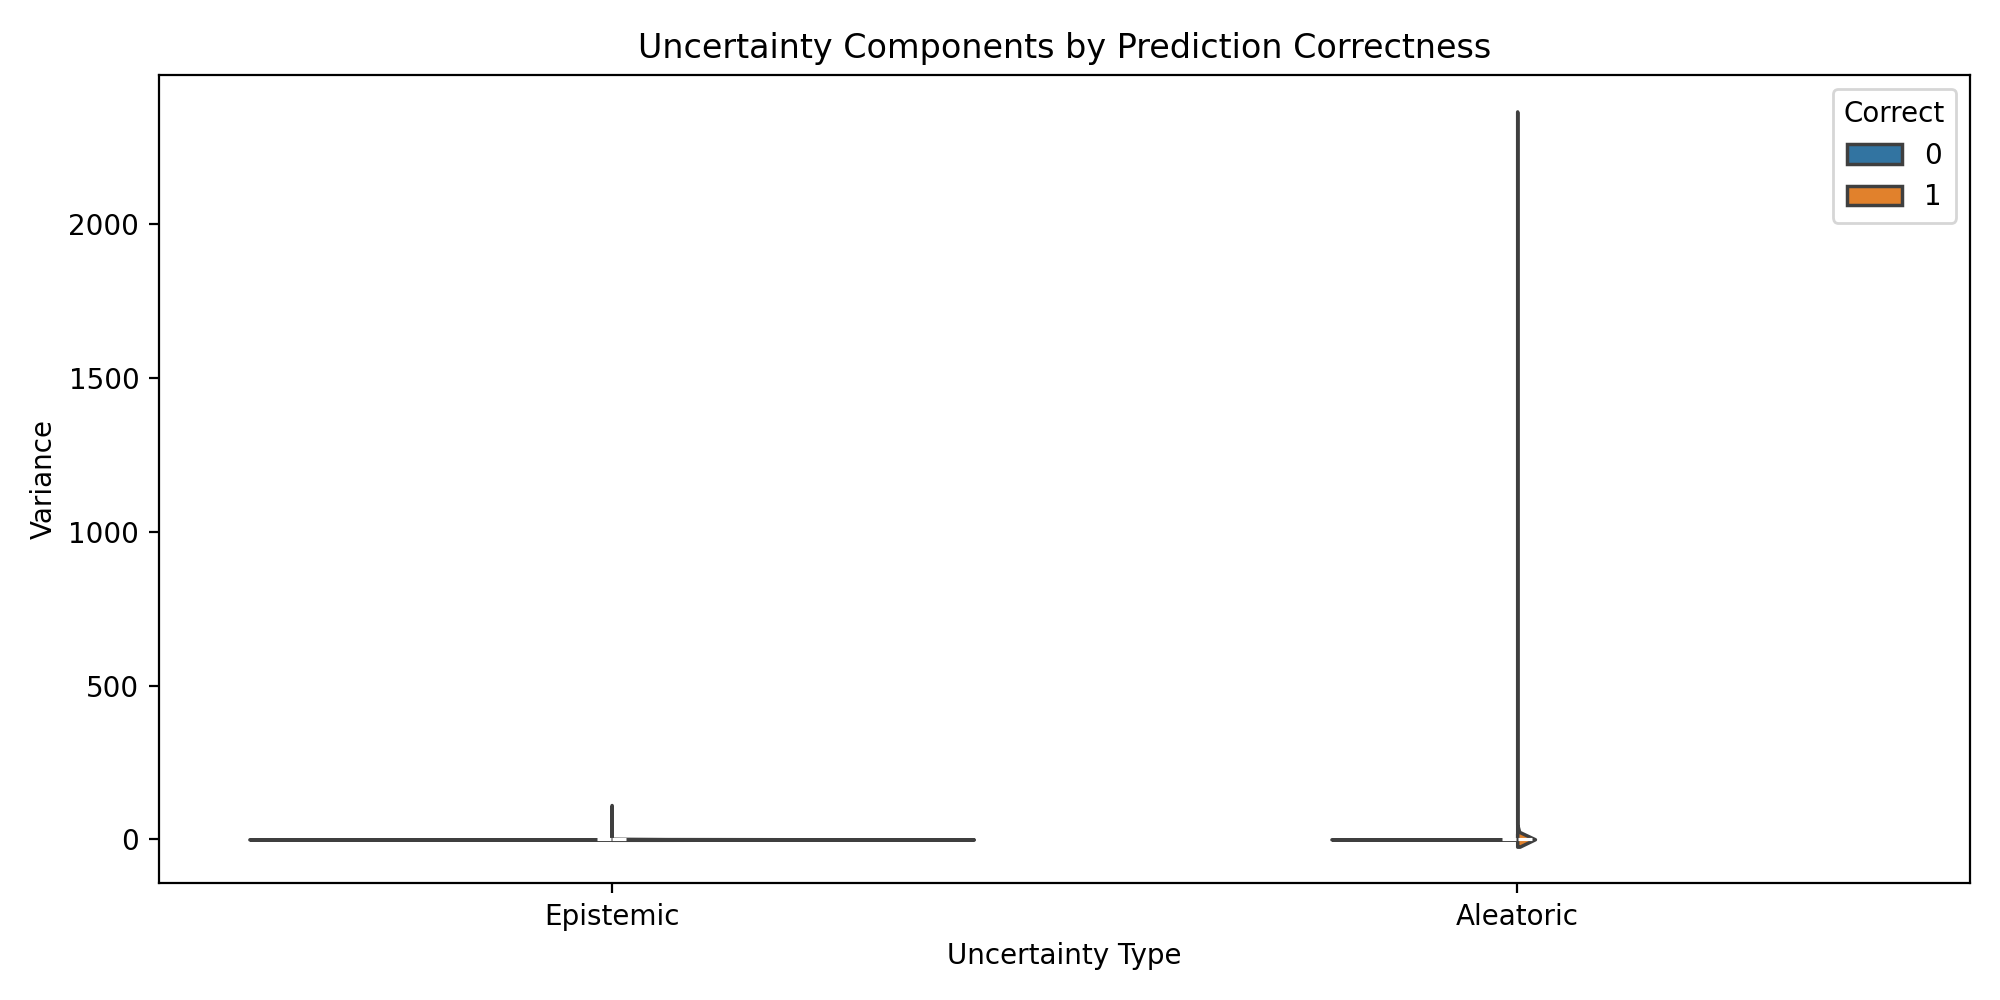 Uncertainty Components by Prediction Correctness
Correct
0
1
2000
1500
1000
500
0
Variance
Epistemic
Aleatoric
Uncertainty Type